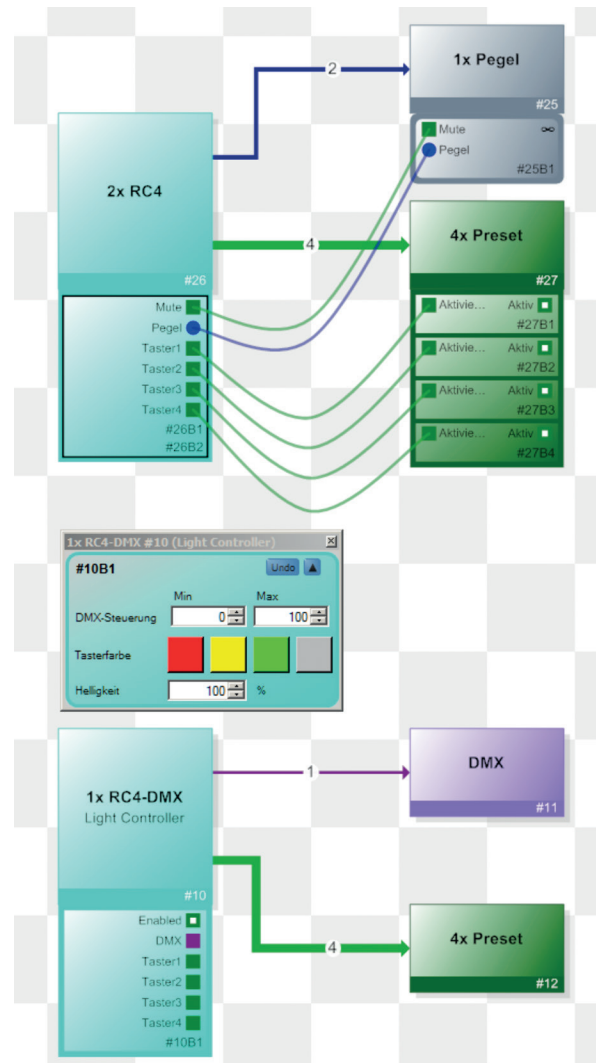 2
1x Pegel
#25
Mute
Pegel
#25B1
2x RC4
#26
4
4x Preset
#27
Mute
Pegel
Taster1
Taster2
Taster3
Taster4
#26B1
#26B2
Aktivie... Aktiv
#27B1
Aktivie... Aktiv
#27B2
Aktivie... Aktiv
#27B3
Aktivie... Aktiv
#27B4
1x RC4-DMX #10 (Light Controller)
#10B1 Undo
Min Max
DMX-Steuerung 0 100
Tasterfarbe
Helligkeit 100 %
1x RC4-DMX
Light Controller
#10
1
DMX
#11
Enabled
DMX
Taster1
Taster2
Taster3
Taster4
#10B1
4
4x Preset
#12